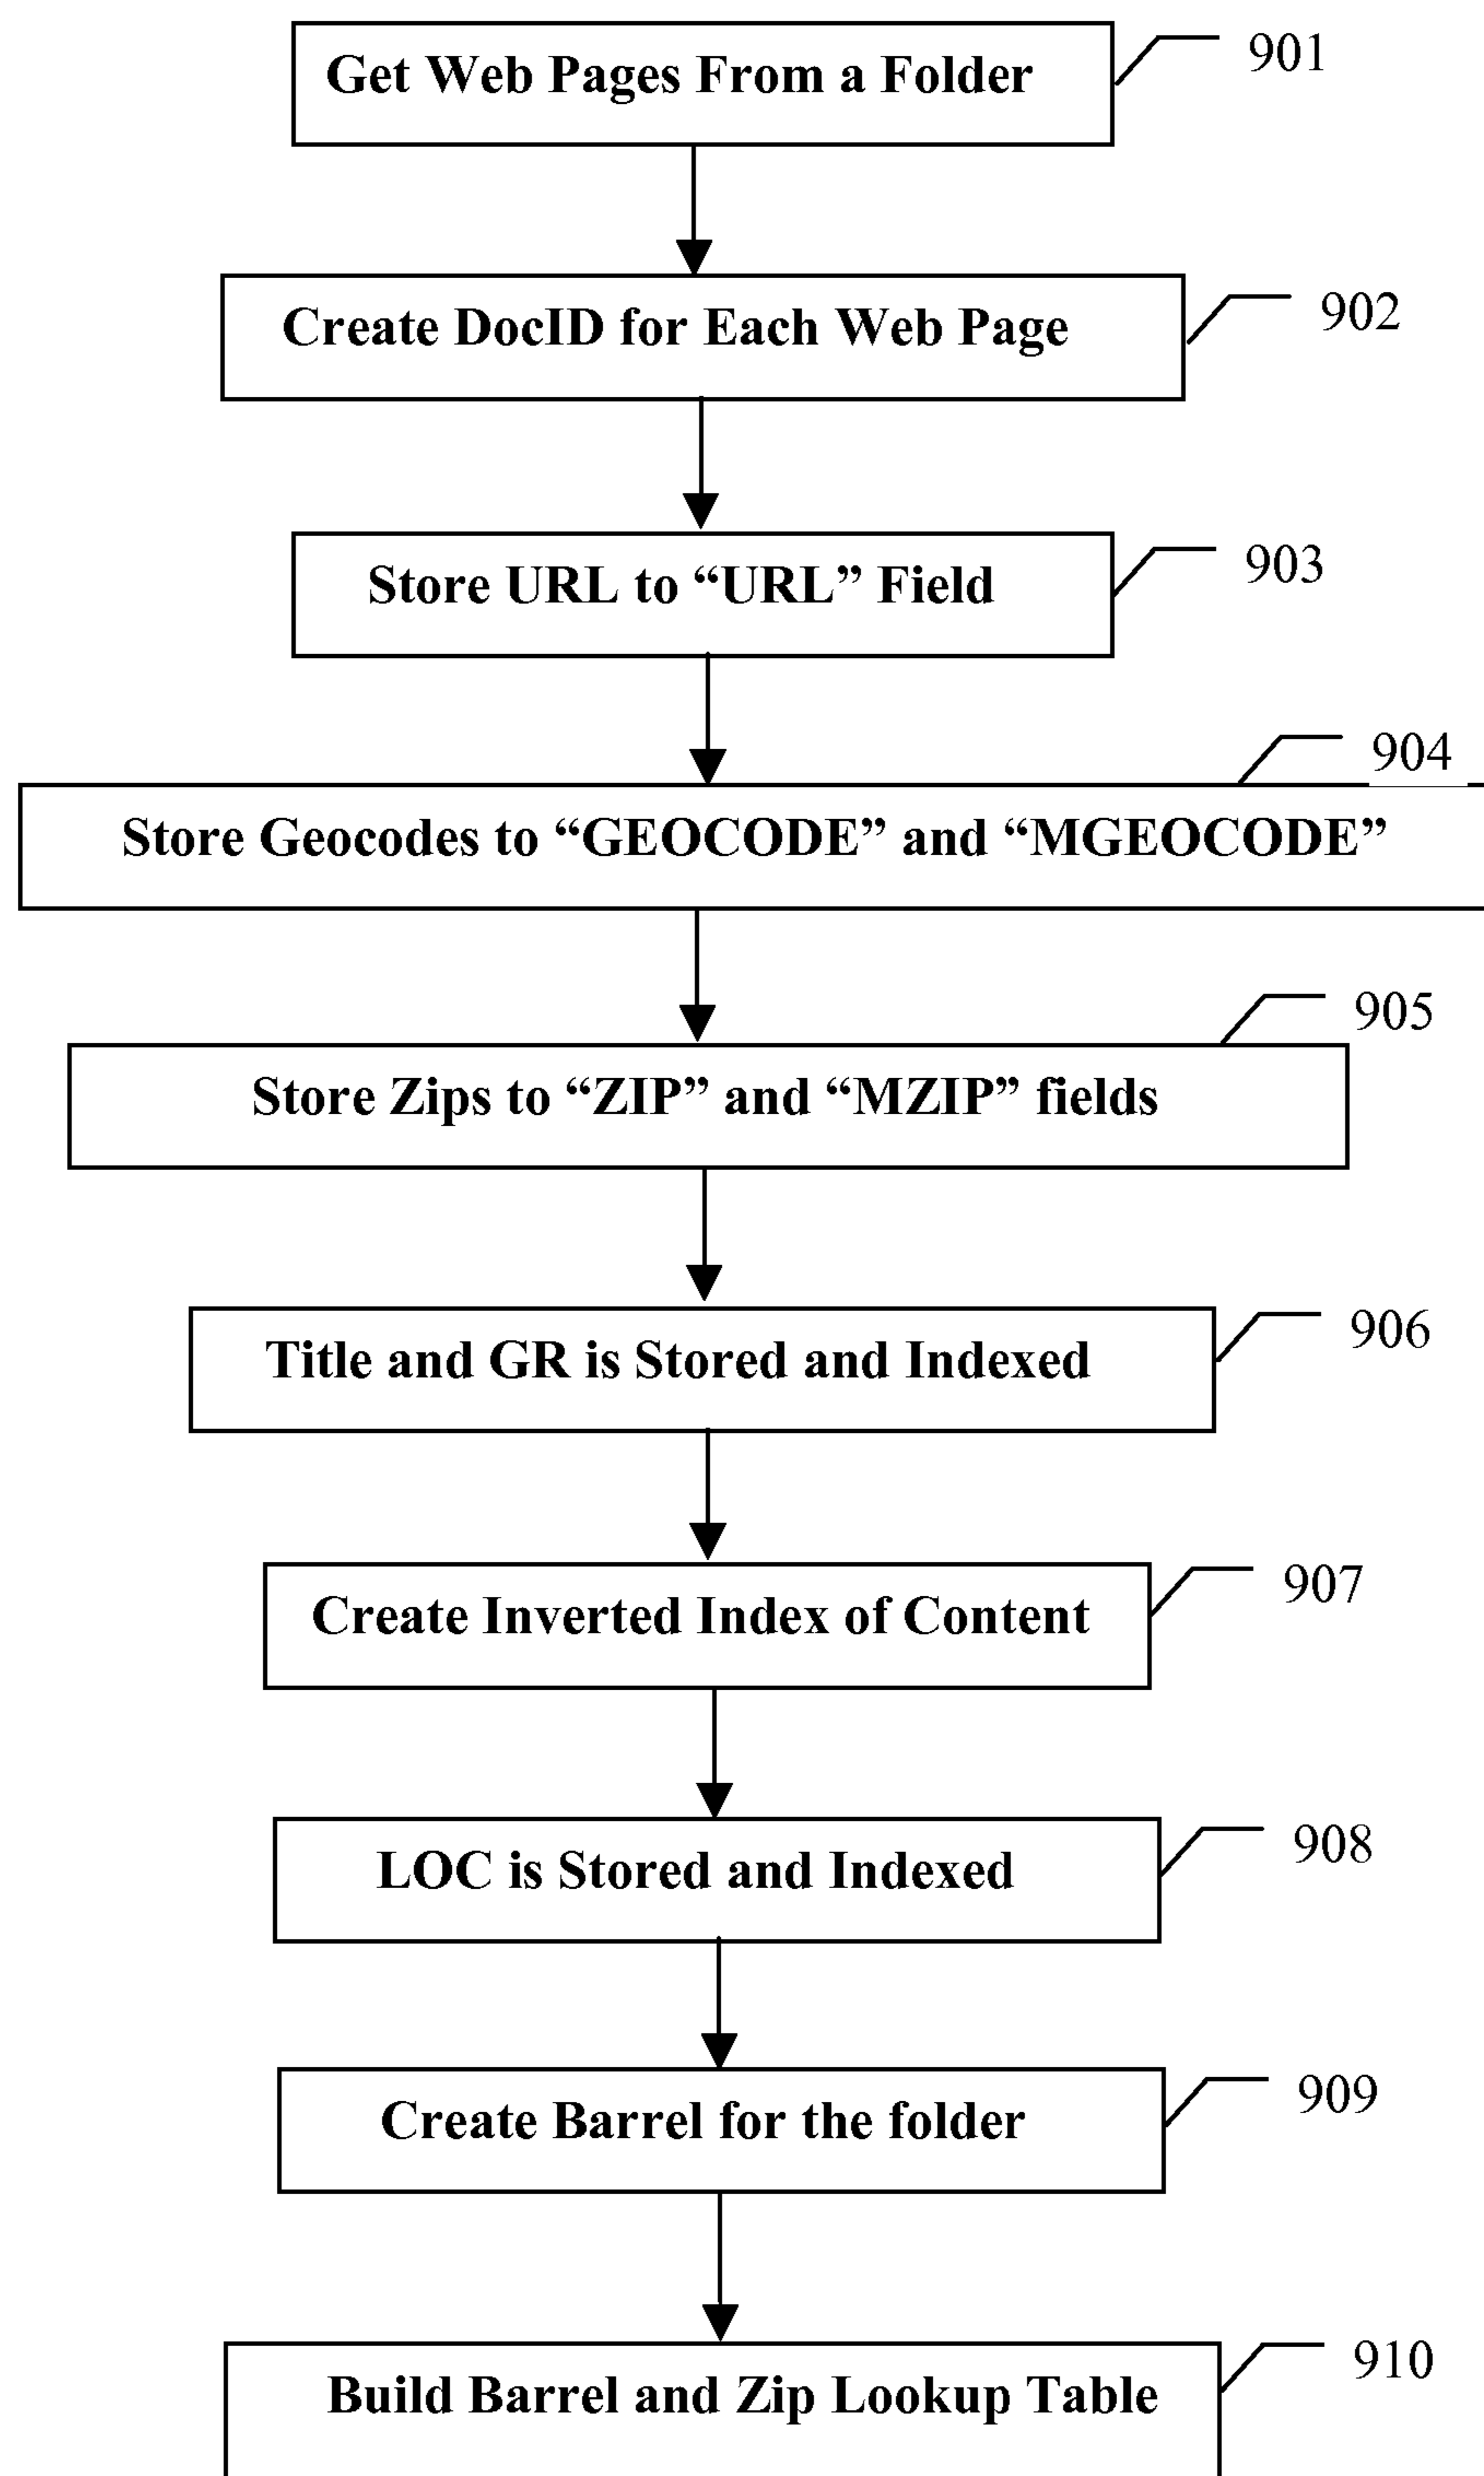 Get Web Pages From a Folder
901
Create DocID for Each Web Page
902
Store URL to “URL” Field
903
904
Store Geocodes to “GEOCODE” and “MGEOCODE”
905
Store Zips to “ZIP” and “MZIP” fields
Title and GR is Stored and Indexed
906
Create Inverted Index of Content
907
LOC is Stored and Indexed
908
Create Barrel for the folder
909
Build Barrel and Zip Lookup Table
910